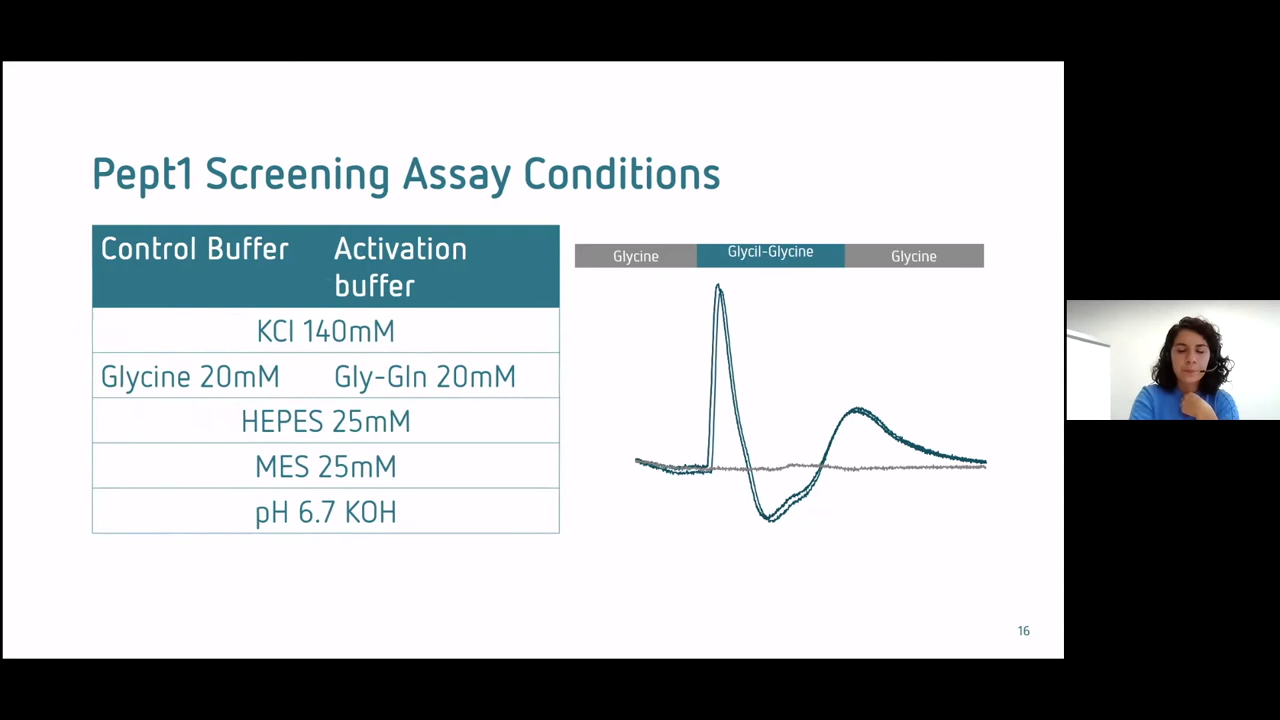 Pept1 Screening Assay Conditions
Control Buffer Activation
buffer
KCl 140mM
Glycine 20mM Gly-Gln 20mM
HEPES 25mM
MES 25mM
pH 6.7 KOH
Glycine Glycil-Glycine Glycine
16